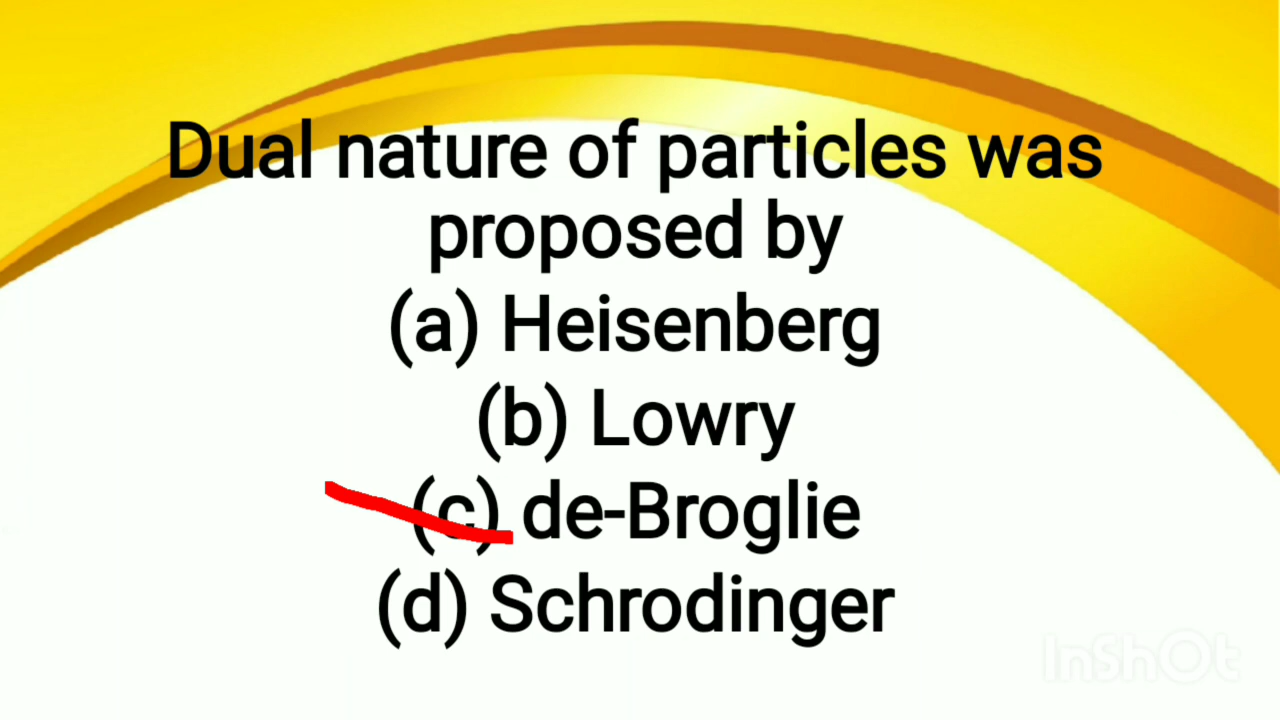 Dual nature of particles was
proposed by
(a) Heisenberg
(b) Lowry
(c) de-Broglie
(d) Schrodinger
InShOt